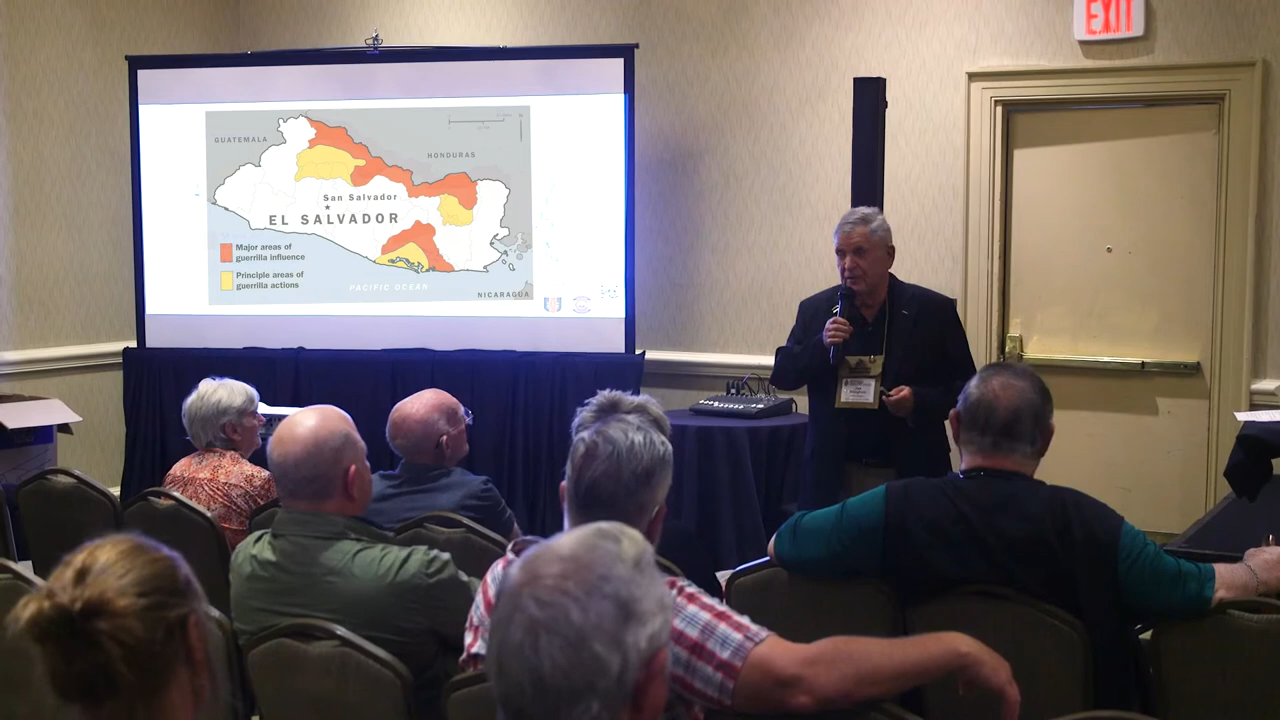 EXIT
GUATEMALA
HONDURAS
San Salvador
EL SALVADOR
Major areas of
guerrilla influence
Principle areas of
guerrilla actions
PACIFIC OCEAN
NICARAGUA